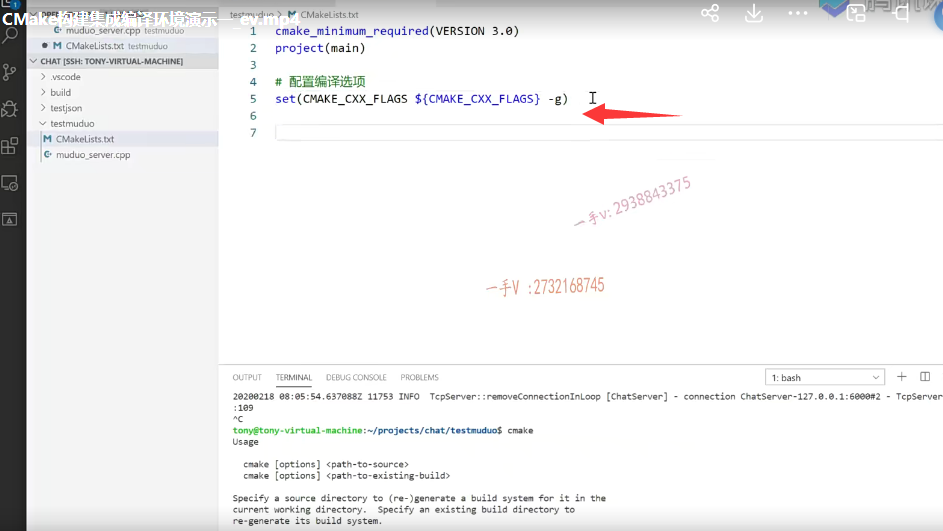 CMake构建集成编译环境演示一_ev.mp4
testmuduo > CMakeLists.txt
muduo_server.cpp testmuduo
CMakeLists.txt testmuduo
CHAT [SSH: TONY-VIRTUAL-MACHINE]
.vscode
build
testjson
testmuduo
CMakeLists.txt
muduo_server.cpp
1 cmake_minimum_required(VERSION 3.0)
2 project(main)
3
4 # 配置编译选项
5 set(CMAKE_CXX_FLAGS ${CMAKE_CXX_FLAGS} -g)
6
7
一手v: 2938843375
一手V :2732168745
OUTPUT TERMINAL DEBUG CONSOLE PROBLEMS 1: bash
20200218 08:05:54.637088Z 11753 INFO TcpServer::removeConnectionInLoop [ChatServer] - connection ChatServer-127.0.0.1:6000#2 - TcpServer
:109
^C
tony@tony-virtual-machine:~/projects/chat/testmuduo$ cmake
Usage
cmake [options] <path-to-source>
cmake [options] <path-to-existing-build>
Specify a source directory to (re-)generate a build system for it in the
current working directory. Specify an existing build directory to
re-generate its build system.